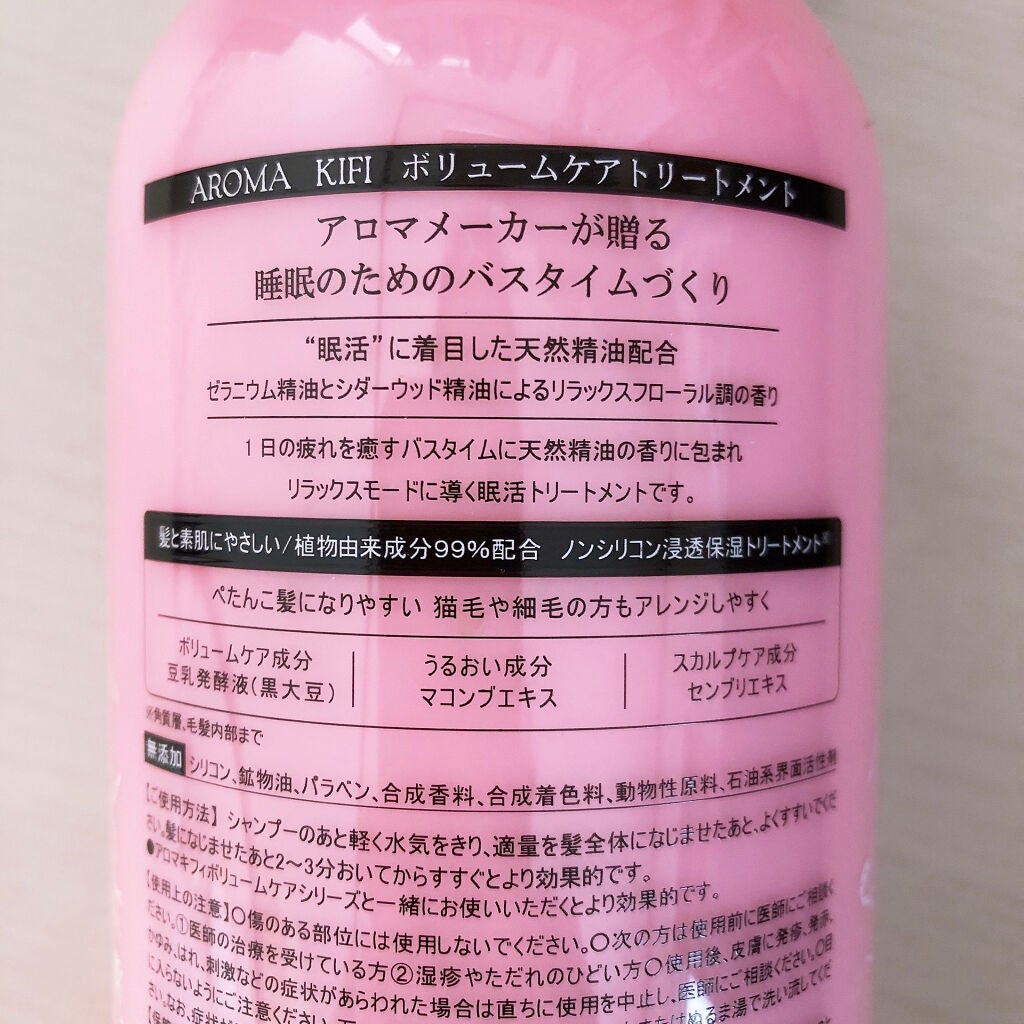 AROMA KIFI ボリュームケアトリートメント
アロマメーカーが贈る
睡眠のためのバスタイムづくり
“眠活”に着目した天然精油配合
ゼラニウム精油とシダーウッド精油によるリラックスフローラル調の香り
1日の疲れを癒すバスタイムに天然精油の香りに包まれ
リラックスモードに導く眠活トリートメントです。
髪と素肌にやさしい/植物由来成分99%配合 ノンシリコン浸透保湿トリートメント※
ぺたんこ髪になりやすい 猫毛や細毛の方もアレンジしやすく
ボリュームケア成分
豆乳発酵液(黒大豆)
うるおい成分
マコンブエキス
スカルプケア成分
センブリエキス
※角質層、毛髪内部まで
無添加 シリコン、鉱物油、パラベン、合成香料、合成着色料、動物性原料、石油系界面活性剤
【ご使用方法】シャンプーのあと軽く水気をきり、適量を髪全体になじませたあと、よくすすいでくだ
さい。髪になじませたあと2〜3分おいてからすすぐとより効果的です。
●アロマキフィボリュームケアシリーズと一緒にお使いいただくとより効果的です。
【使用上の注意】○傷のある部位には使用しないでください。○次の方は使用前に医師にご相談く
ださい。①医師の治療を受けている方②湿疹やただれのひどい方○使用後、皮膚に発疹、発赤、
かゆみ、はれ、刺激などの症状があらわれた場合は直ちに使用を中止し、医師にご相談ください。○目
に入らないようにご注意ください。万 またはぬるま湯で洗い流してくだ
さい。なお、症状が